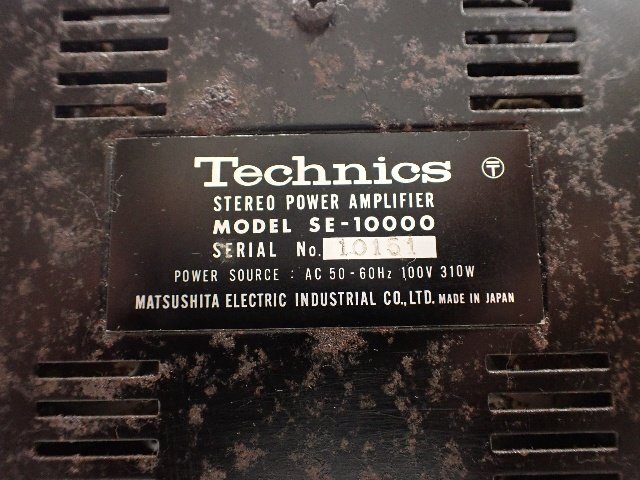 Technics
STEREO POWER AMPLIFIER
MODEL SE-10000
SERIAL No. 10151
POWER SOURCE : AC 50-60Hz 100V 310W
MATSUSHITA ELECTRIC INDUSTRIAL CO., LTD. MADE IN JAPAN